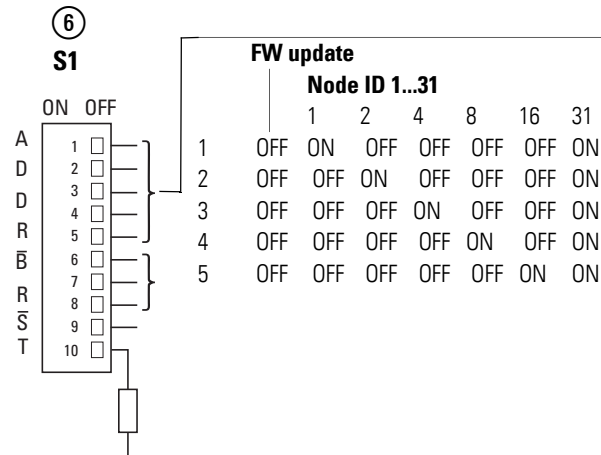 6
S1
ON OFF
A
D
D
R
B̅
R
S̅
T
1
2
3
4
5
6
7
8
9
10
FW update
Node ID 1...31
1 2 4 8 16 31
1 OFF ON OFF OFF OFF OFF ON
2 OFF OFF ON OFF OFF OFF ON
3 OFF OFF OFF ON OFF OFF ON
4 OFF OFF OFF OFF ON OFF ON
5 OFF OFF OFF OFF OFF ON ON